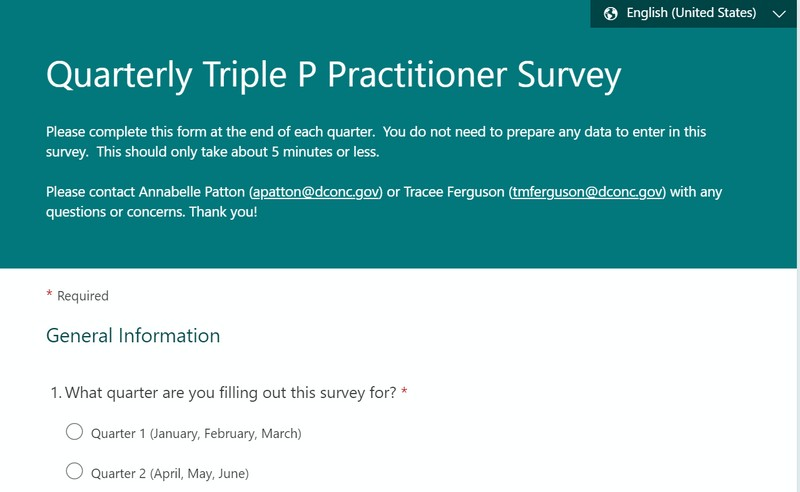 English (United States)
Quarterly Triple P Practitioner Survey
Please complete this form at the end of each quarter.  You do not need to prepare any data to enter in this
survey.  This should only take about 5 minutes or less.
Please contact Annabelle Patton (apatton@dconc.gov) or Tracee Ferguson (tmferguson@dconc.gov) with any
questions or concerns. Thank you!
* Required
General Information
1. What quarter are you filling out this survey for? *
Quarter 1 (January, February, March)
Quarter 2 (April, May, June)